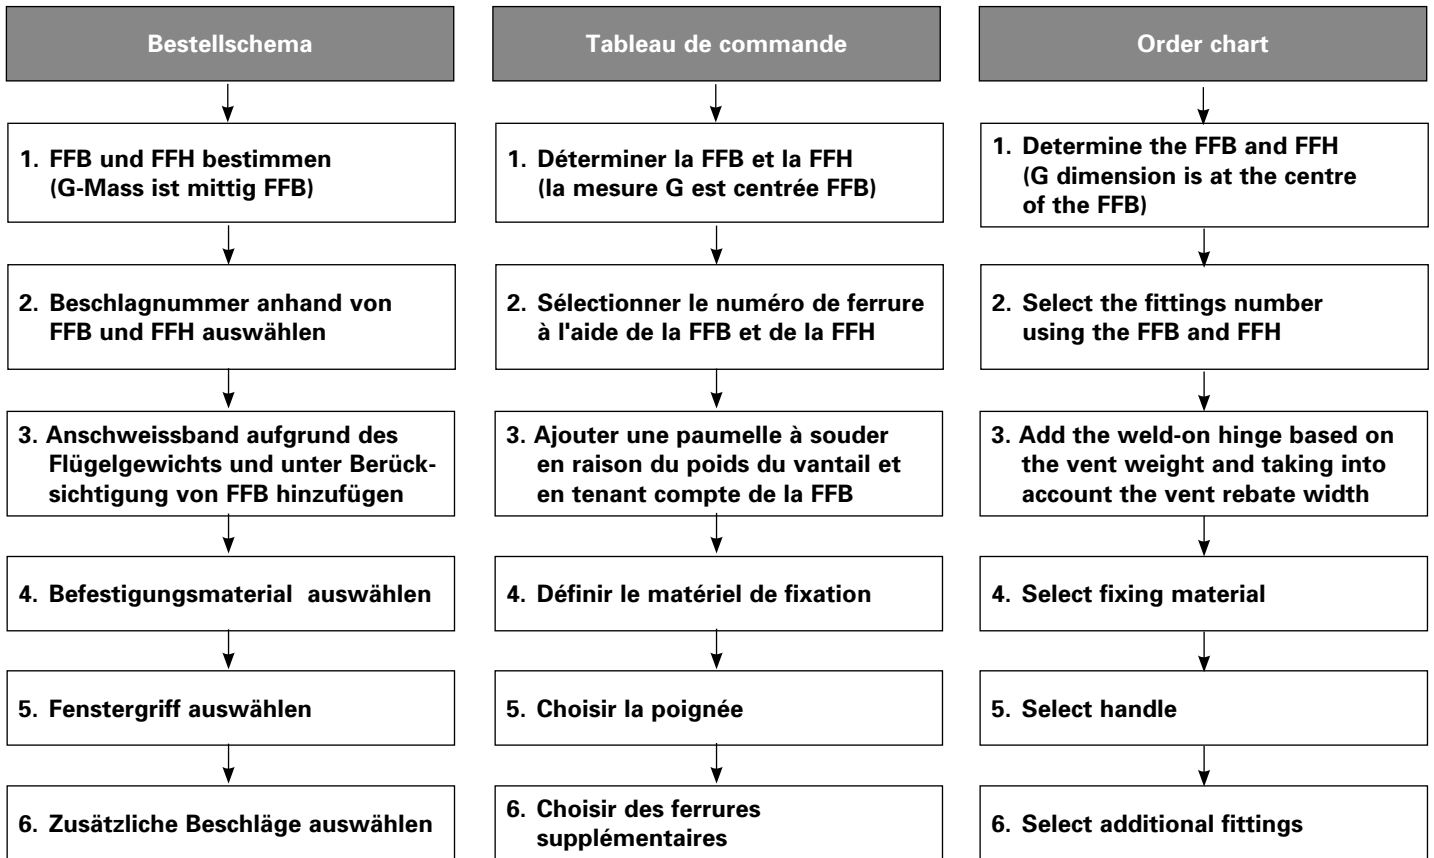 Bestellschema
1. FFB und FFH bestimmen
(G-Mass ist mittig FFB)
2. Beschlagnummer anhand von
FFB und FFH auswählen
3. Anschweissband aufgrund des
Flügelgewichts und unter Berück-
sichtigung von FFB hinzufügen
4. Befestigungsmaterial auswählen
5. Fenstergriff auswählen
6. Zusätzliche Beschläge auswählen
Tableau de commande
1. Déterminer la FFB et la FFH
(la mesure G est centrée FFB)
2. Sélectionner le numéro de ferrure
à l'aide de la FFB et de la FFH
3. Ajouter une paumelle à souder
en raison du poids du vantail et
en tenant compte de la FFB
4. Définir le matériel de fixation
5. Choisir la poignée
6. Choisir des ferrures
supplémentaires
Order chart
1. Determine the FFB and FFH
(G dimension is at the centre
of the FFB)
2. Select the fittings number
using the FFB and FFH
3. Add the weld-on hinge based on
the vent weight and taking into
account the vent rebate width
4. Select fixing material
5. Select handle
6. Select additional fittings